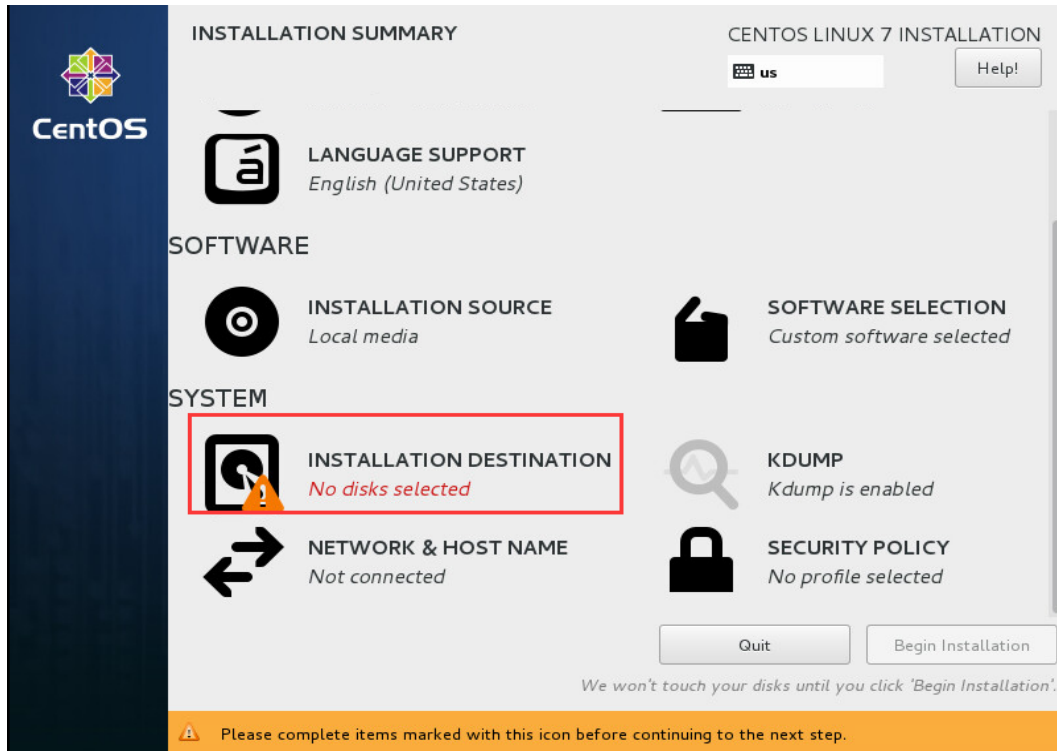 INSTALLATION SUMMARY
CENTOS LINUX 7 INSTALLATION
us
Help!
CentOS
á
LANGUAGE SUPPORT
English (United States)
SOFTWARE
INSTALLATION SOURCE
Local media
SOFTWARE SELECTION
Custom software selected
SYSTEM
INSTALLATION DESTINATION
No disks selected
KDUMP
Kdump is enabled
NETWORK & HOST NAME
Not connected
SECURITY POLICY
No profile selected
Quit
Begin Installation
We won't touch your disks until you click 'Begin Installation'.
Please complete items marked with this icon before continuing to the next step.